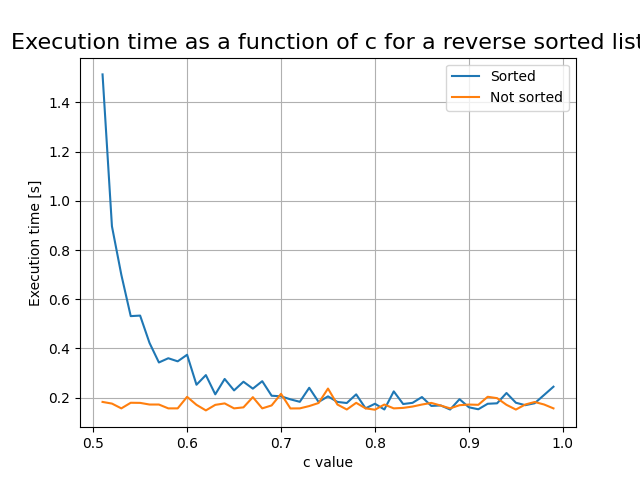 Execution time as a function of c for a reverse sorted list
Sorted
Not sorted
1.4
1.2
1.0
0.8
0.6
0.4
0.2
Execution time [s]
0.5 0.6 0.7 0.8 0.9 1.0
c value